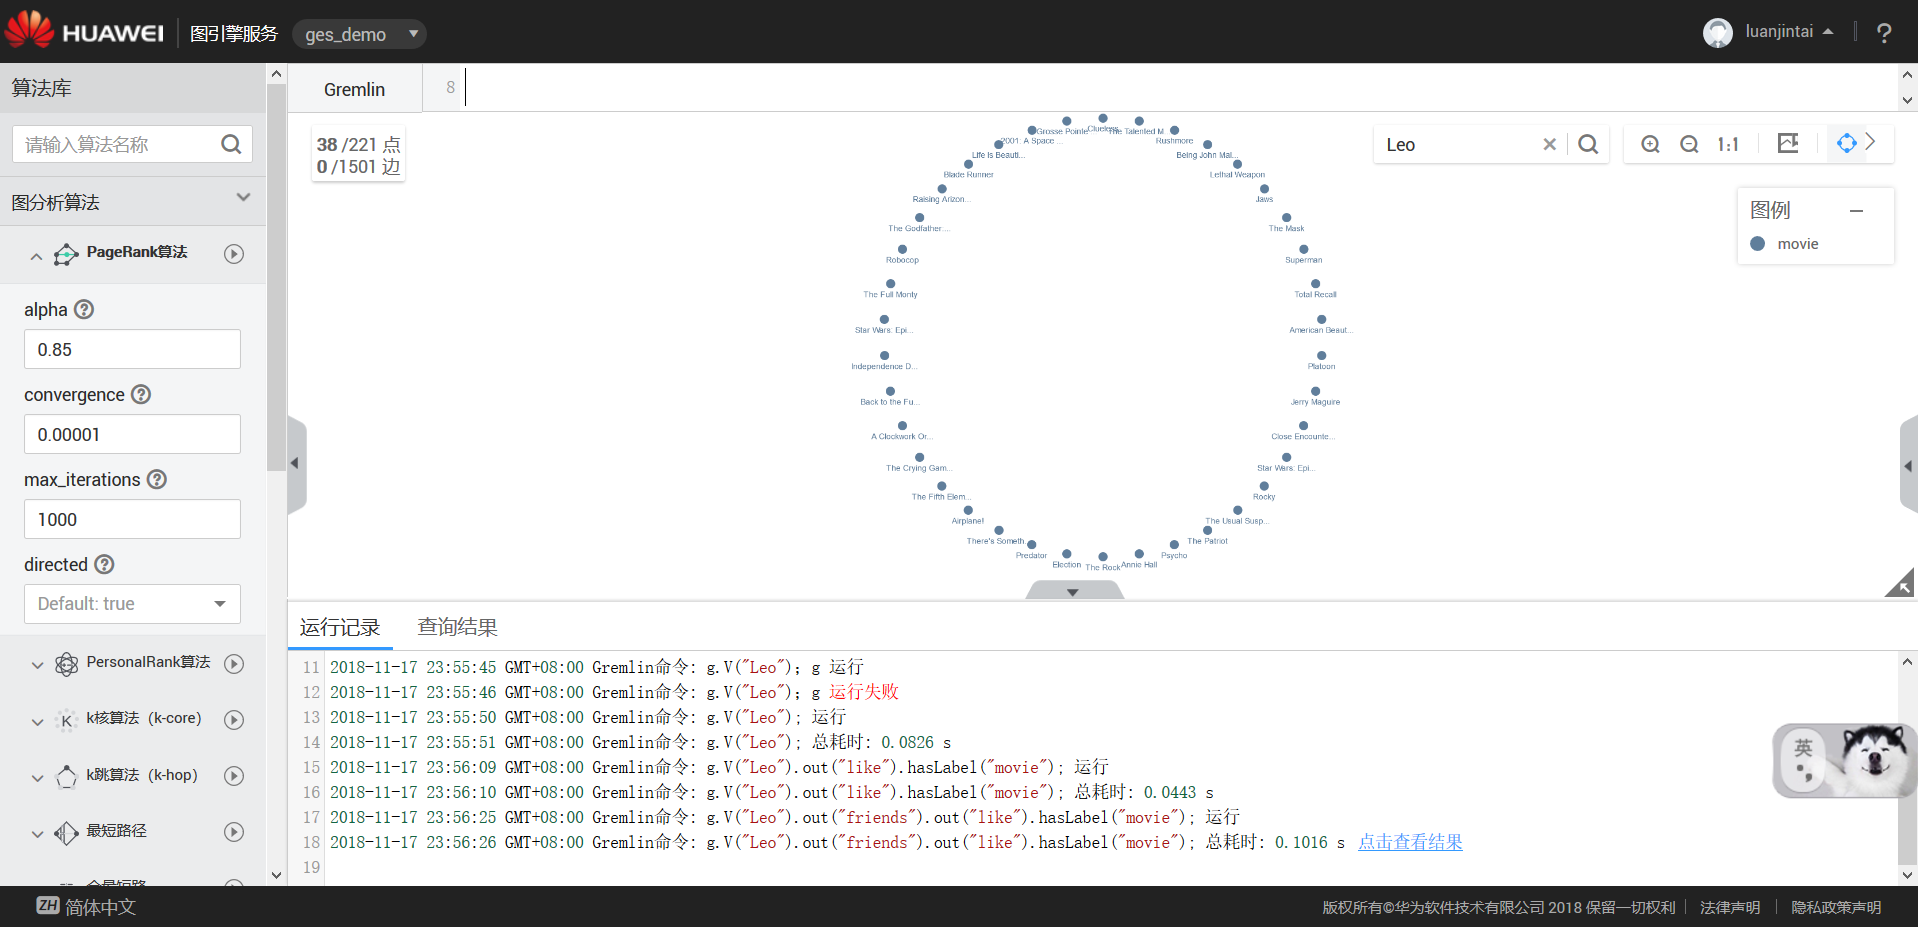 HUAWEI 图引擎服务 ges_demo luanjintai ?
算法库
请输入算法名称
图分析算法
PageRank算法
alpha ?
0.85
convergence ?
0.00001
max_iterations ?
1000
directed ?
Default: true
PersonalRank算法
k核算法（k-core）
k跳算法（k-hop）
最短路径
Gremlin 8
38 /221 点
0 /1501 边
Leo
1:1
图例
movie
Clueless
The Talented M...
Rushmore
Being John Mal...
Lethal Weapon
Jaws
The Mask
Superman
Total Recall
American Beaut...
Platoon
Jerry Maguire
Close Encounte...
Star Wars: Epi...
Rocky
The Usual Susp...
The Patriot
Psycho
Annie Hall
The Rock
Election
Predator
There's Someth...
Airplane!
The Fifth Elem...
The Crying Gam...
A Clockwork Or...
Back to the Fu...
Independence D...
Star Wars: Epi...
The Full Monty
Robocop
The Godfather:...
Raising Arizon...
Blade Runner
Life Is Beauti...
2001: A Space ...
Grosse Pointe
运行记录 查询结果
11 2018-11-17 23:55:45 GMT+08:00 Gremlin命令: g.V("Leo"); g 运行
12 2018-11-17 23:55:46 GMT+08:00 Gremlin命令: g.V("Leo"); g 运行失败
13 2018-11-17 23:55:50 GMT+08:00 Gremlin命令: g.V("Leo"); 运行
14 2018-11-17 23:55:51 GMT+08:00 Gremlin命令: g.V("Leo"); 总耗时: 0.0826 s
15 2018-11-17 23:56:09 GMT+08:00 Gremlin命令: g.V("Leo").out("like").hasLabel("movie"); 运行
16 2018-11-17 23:56:10 GMT+08:00 Gremlin命令: g.V("Leo").out("like").hasLabel("movie"); 总耗时: 0.0443 s
17 2018-11-17 23:56:25 GMT+08:00 Gremlin命令: g.V("Leo").out("friends").out("like").hasLabel("movie"); 运行
18 2018-11-17 23:56:26 GMT+08:00 Gremlin命令: g.V("Leo").out("friends").out("like").hasLabel("movie"); 总耗时: 0.1016 s 点击查看结果
19
英
ZH 简体中文
版权所有©华为软件技术有限公司 2018 保留一切权利 法律声明 隐私政策声明